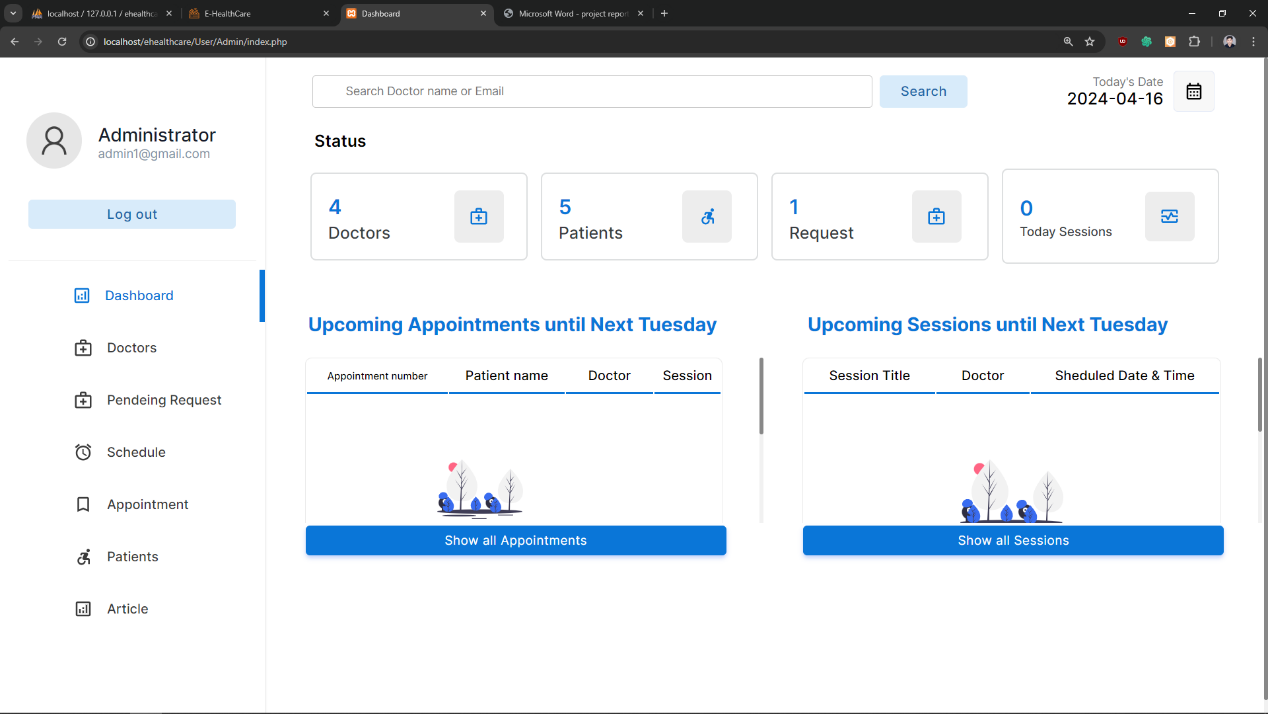 localhost / 127.0.0.1 / ehealthca
E-HealthCare
Dashboard
Microsoft Word - project report
localhost/ehealthcare/User/Admin/index.php
Administrator
admin1@gmail.com
Log out
Dashboard
Doctors
Pendeing Request
Schedule
Appointment
Patients
Article
Search Doctor name or Email
Search
Today's Date
2024-04-16
Status
4
Doctors
5
Patients
1
Request
0
Today Sessions
Upcoming Appointments until Next Tuesday
Appointment number Patient name Doctor Session
Show all Appointments
Upcoming Sessions until Next Tuesday
Session Title Doctor Sheduled Date & Time
Show all Sessions